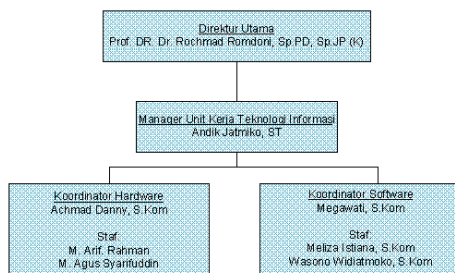 Direktur Utama
Prof. DR. Dr. Rochmad Romdoni, Sp.PD, Sp.JP (K)
Manager Unit Kerja Teknologi Informasi
Andik Jatmiko, ST
Koordinator Hardware
Achmad Danny, S.Kom
Staf:
M. Arif. Rahman
M. Agus Syarifuddin
Koordinator Software
Megawati, S.Kom
Staf:
Meliza Istiana, S.Kom
Wasono Widiatmoko, S.Kom